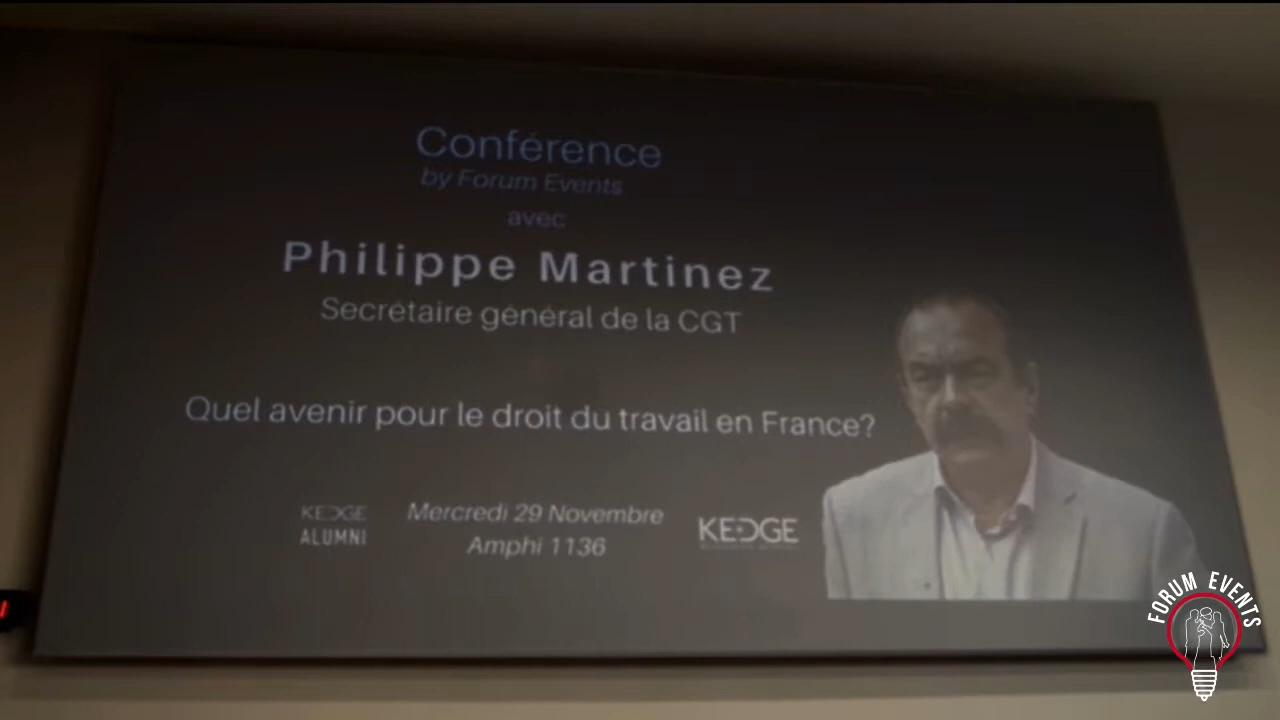 Conférence
by Forum Events
avec
Philippe Martinez
Secrétaire général de la CGT
Quel avenir pour le droit du travail en France?
KEDGE
ALUMNI
Mercredi 29 Novembre
Amphi 1136
KEDGE
FORUM EVENTS